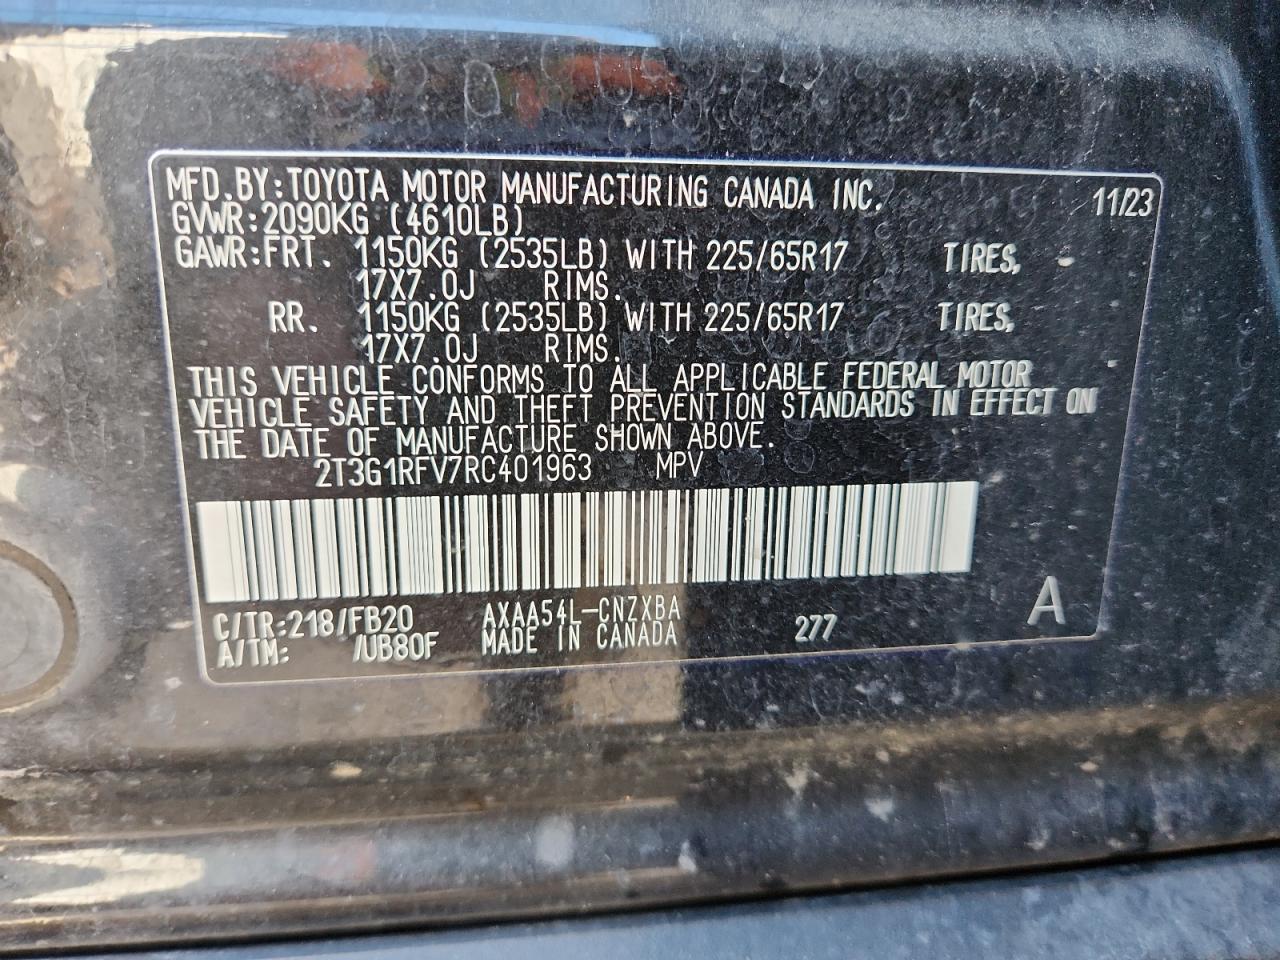 MFD.BY:TOYOTA MOTOR MANUFACTURING CANADA INC. 11/23
GVWR:2090KG (4610LB)
GAWR:FRT. 1150KG (2535LB) WITH 225/65R17 TIRES,
17X7.0J RIMS.
RR. 1150KG (2535LB) WITH 225/65R17 TIRES,
17X7.0J RIMS.
THIS VEHICLE CONFORMS TO ALL APPLICABLE FEDERAL MOTOR
VEHICLE SAFETY AND THEFT PREVENTION STANDARDS IN EFFECT ON
THE DATE OF MANUFACTURE SHOWN ABOVE.
2T3G1RFV7RC401963 MPV
C/TR:218/FB20 AXAA54L-CNZXBA
A/TM: /UB80F MADE IN CANADA 277 A